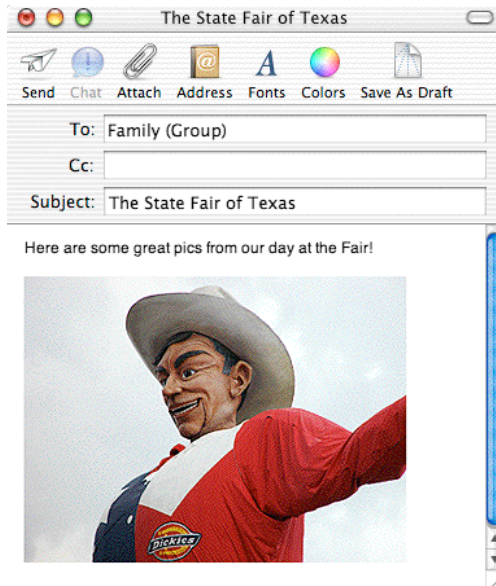 The State Fair of Texas
Send Chat Attach Address Fonts Colors Save As Draft
To: Family (Group)
Cc:
Subject: The State Fair of Texas
Here are some great pics from our day at the Fair!
Dickies